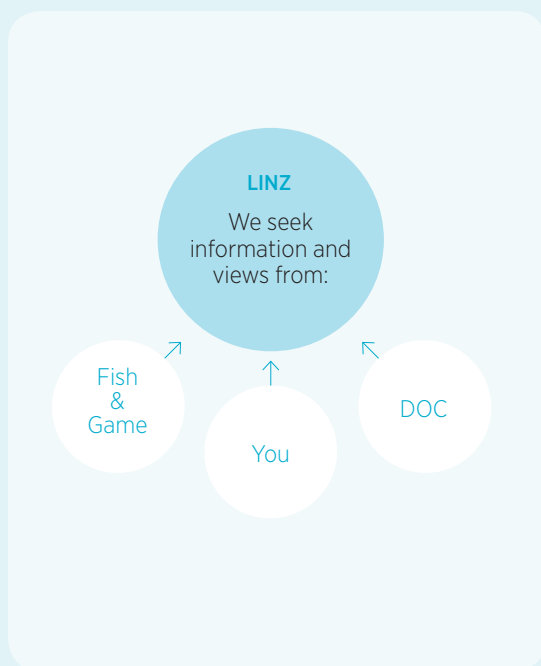 LINZ
We seek
information and
views from:
Fish
&
Game
You
DOC